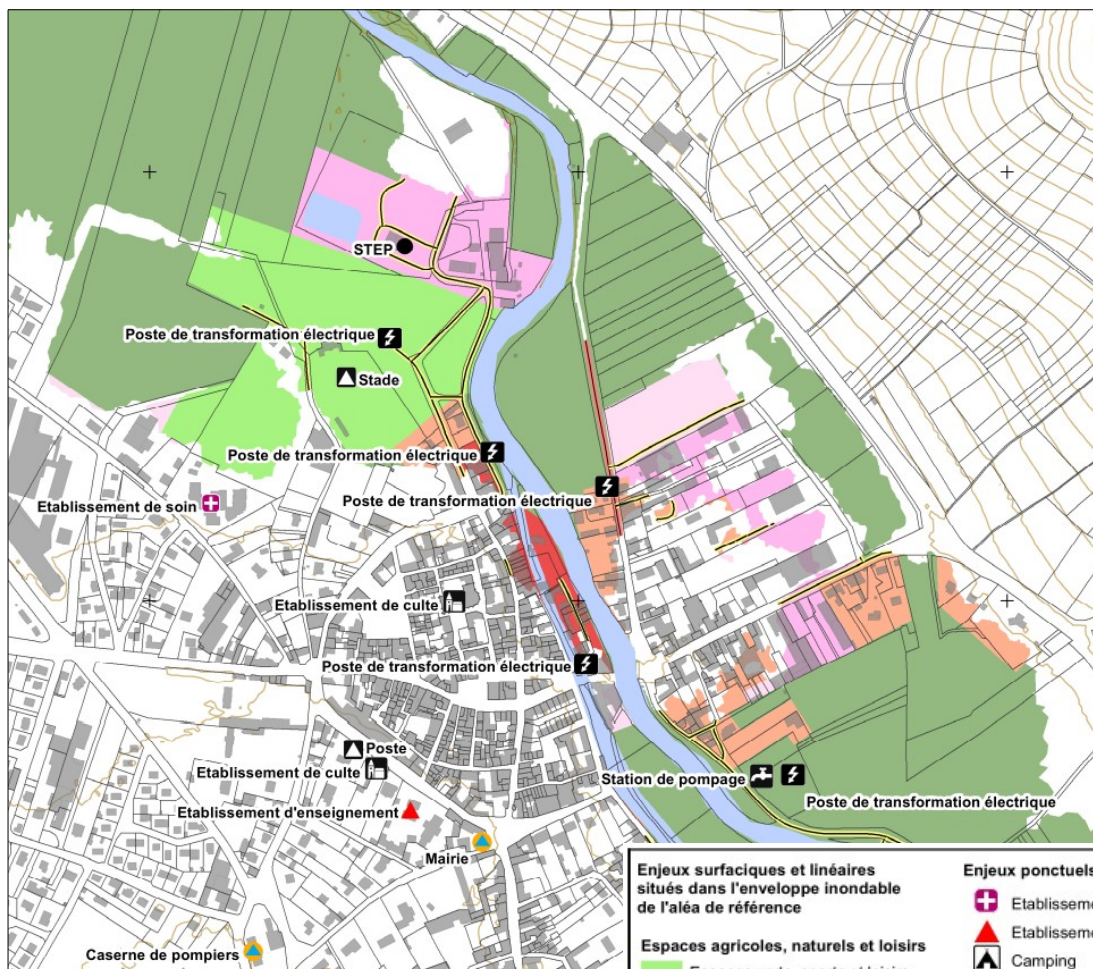 STEP
Poste de transformation électrique
Stade
Poste de transformation électrique
Poste de transformation électrique
Etablissement de soin
Etablissement de culte
Poste de transformation électrique
Poste
Etablissement de culte
Station de pompage
Poste de transformation électrique
Etablissement d'enseignement
Mairie
Caserne de pompiers
Enjeux surfaciques et linéaires
situés dans l'enveloppe inondable
de l'aléa de référence
Espaces agricoles, naturels et loisirs
Enjeux ponctuels
Etablisseme
Etablisseme
Camping